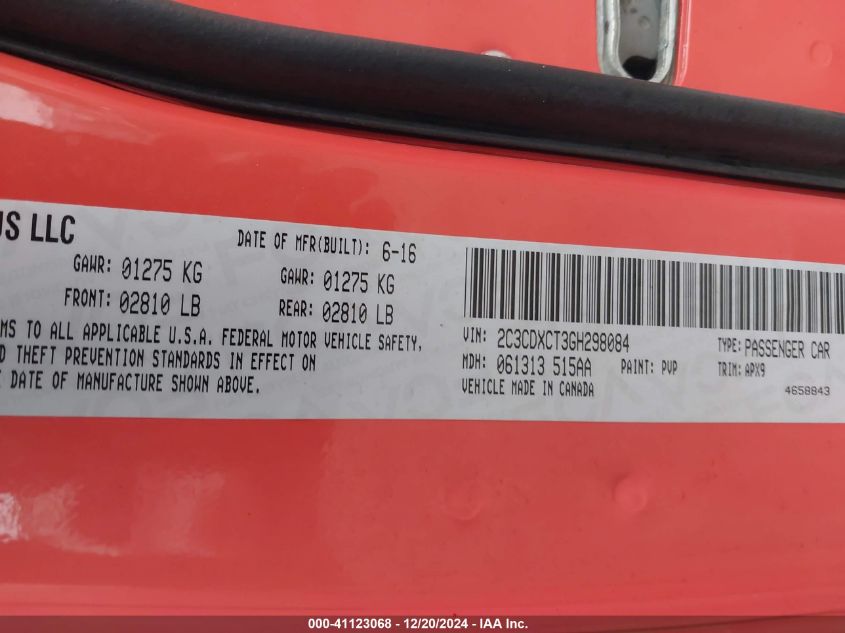 US LLC
DATE OF MFR(BUILT): 6-16
GAWR: 01275 KG GAWR: 01275 KG
FRONT: 02810 LB REAR: 02810 LB
MS TO ALL APPLICABLE U.S.A. FEDERAL MOTOR VEHICLE SAFETY,
D THEFT PREVENTION STANDARDS IN EFFECT ON
E DATE OF MANUFACTURE SHOWN ABOVE.
VIN: 2C3CDXCT3GH298084 TYPE: PASSENGER CAR
MDH: 061313 515AA PAINT: PVP TRIM: APX9
VEHICLE MADE IN CANADA 4658843
000-41123068 - 12/20/2024 - IAA Inc.